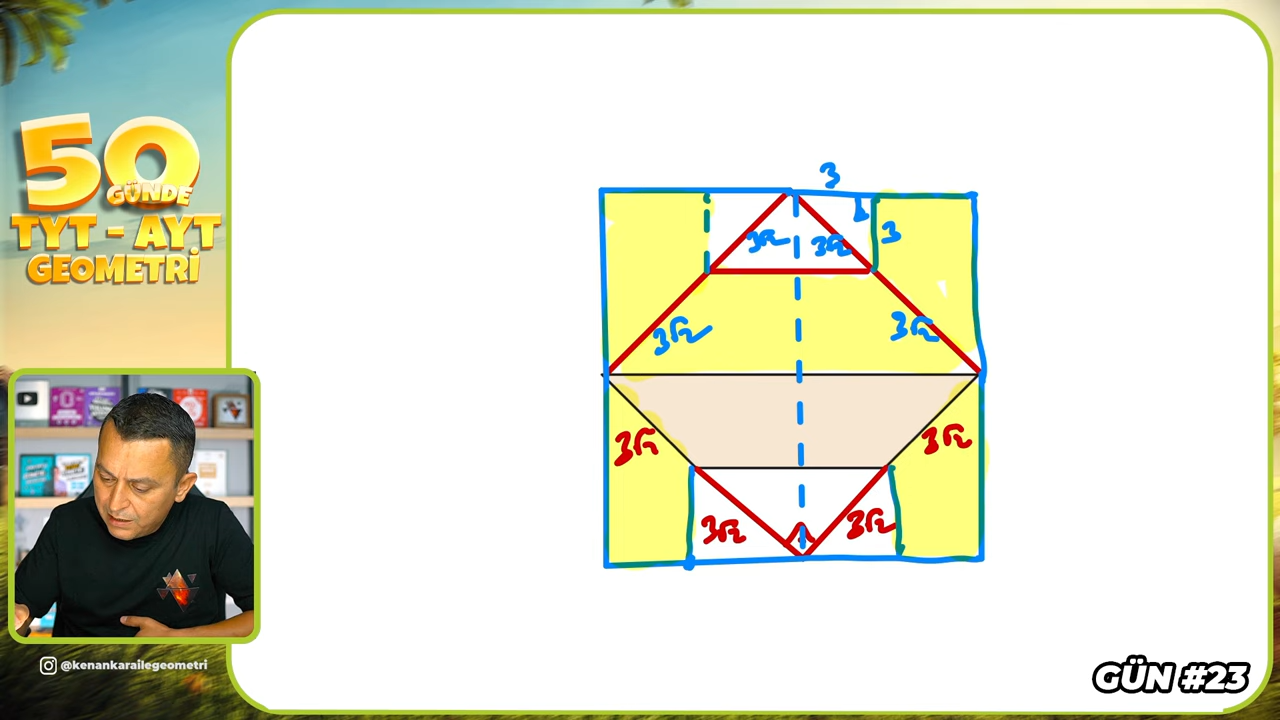 50
GÜNDE
TYT - AYT
GEOMETRİ
3
3
3√2
3√2
3√2
3√2
3√2
3√2
3√2
3√2
@kenankarailegeometri
GÜN #23